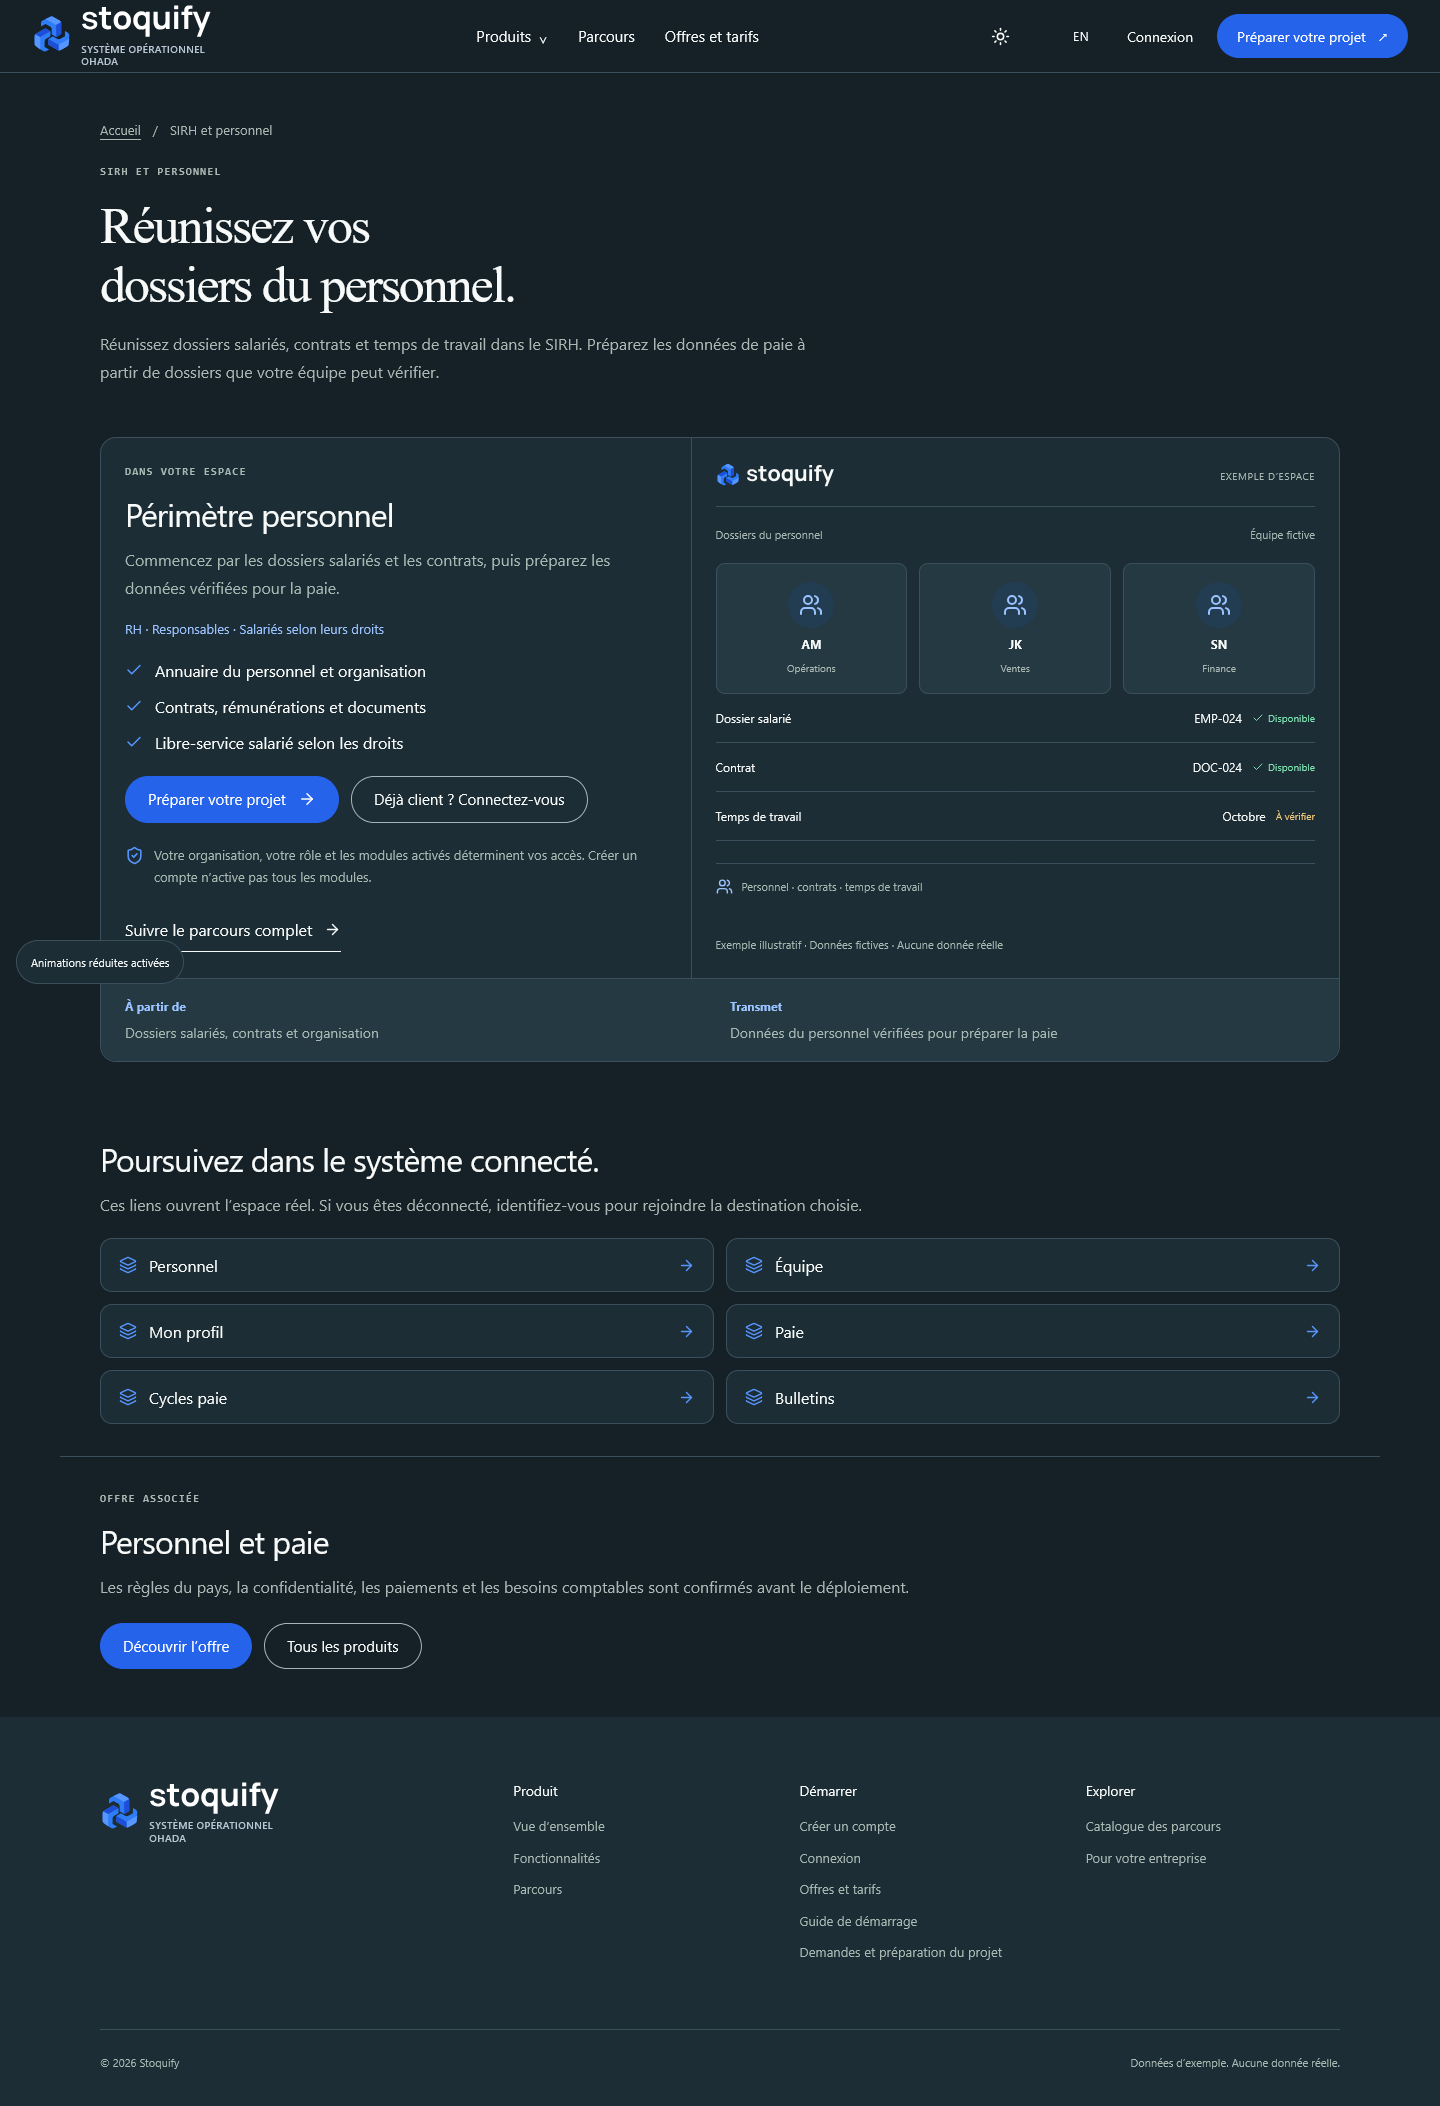 stoquify
SYSTÈME OPÉRATIONNEL
OHADA
Produits
Parcours
Offres et tarifs
EN
Connexion
Préparer votre projet ↗
Accueil / SIRH et personnel
SIRH ET PERSONNEL
Réunissez vos
dossiers du personnel.
Réunissez dossiers salariés, contrats et temps de travail dans le SIRH. Préparez les données de paie à
partir de dossiers que votre équipe peut vérifier.
DANS VOTRE ESPACE
Périmètre personnel
Commencez par les dossiers salariés et les contrats, puis préparez les
données vérifiées pour la paie.
RH · Responsables · Salariés selon leurs droits
Annuaire du personnel et organisation
Contrats, rémunérations et documents
Libre-service salarié selon les droits
Préparer votre projet →
Déjà client ? Connectez-vous
Votre organisation, votre rôle et les modules activés déterminent vos accès. Créer un
compte n’active pas tous les modules.
Suivre le parcours complet →
Animations réduites activées
stoquify
EXEMPLE D’ESPACE
Dossiers du personnel
Équipe fictive
AM
Opérations
JK
Ventes
SN
Finance
Dossier salarié
EMP-024
Disponible
Contrat
DOC-024
Disponible
Temps de travail
Octobre
À vérifier
Personnel · contrats · temps de travail
Exemple illustratif · Données fictives · Aucune donnée réelle
À partir de
Dossiers salariés, contrats et organisation
Transmet
Données du personnel vérifiées pour préparer la paie
Poursuivez dans le système connecté.
Ces liens ouvrent l’espace réel. Si vous êtes déconnecté, identifiez-vous pour rejoindre la destination choisie.
Personnel
Équipe
Mon profil
Paie
Cycles paie
Bulletins
OFFRE ASSOCIÉE
Personnel et paie
Les règles du pays, la confidentialité, les paiements et les besoins comptables sont confirmés avant le déploiement.
Découvrir l’offre
Tous les produits
stoquify
SYSTÈME OPÉRATIONNEL
OHADA
Produit
Vue d’ensemble
Fonctionnalités
Parcours
Démarrer
Créer un compte
Connexion
Offres et tarifs
Guide de démarrage
Demandes et préparation du projet
Explorer
Catalogue des parcours
Pour votre entreprise
© 2026 Stoquify
Données d’exemple. Aucune donnée réelle.